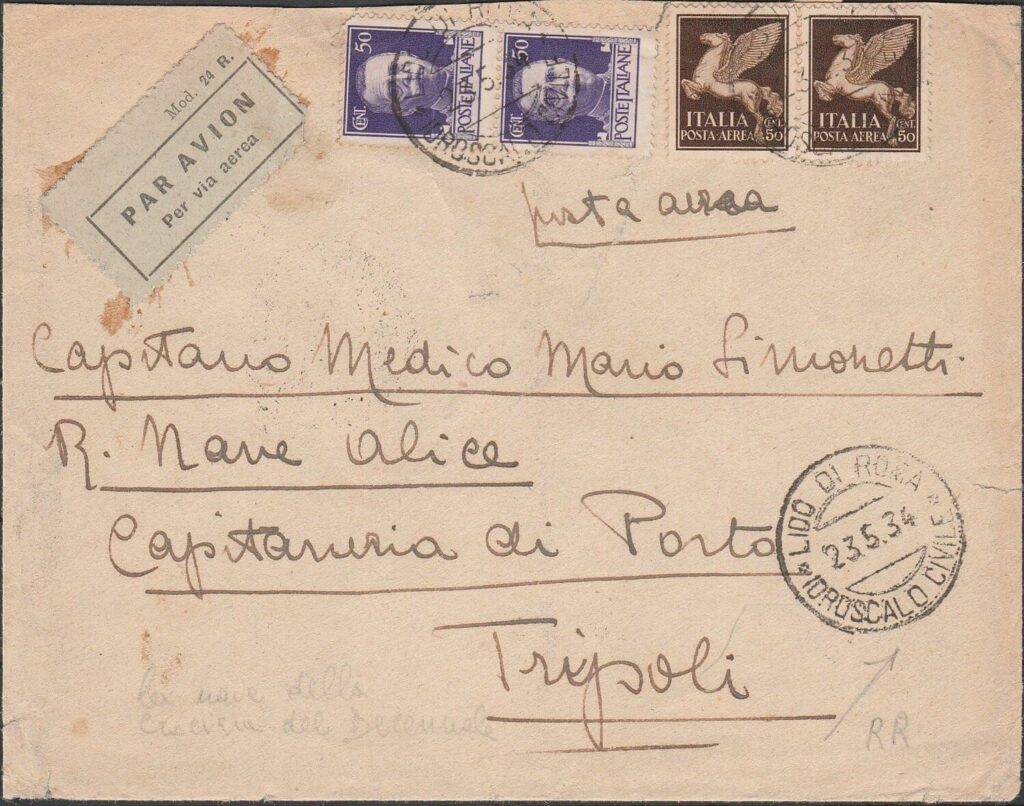 Mod. 24 R.
PAR AVION
Per via aerea
50 CENT. POSTE ITALIANE
50 CENT. POSTE ITALIANE
ITALIA
POSTA-AEREA CENT. 50
ITALIA
POSTA-AEREA CENT. 50
posta aerea
Capitano Medico Mario Simonetti.
R. Nave Alice
Capitaneria di Porto
Tripoli
LIDO DI ROMA
23.5.34
IDROSCALO CIVILE
nave della
Crociera del Decennale
RR